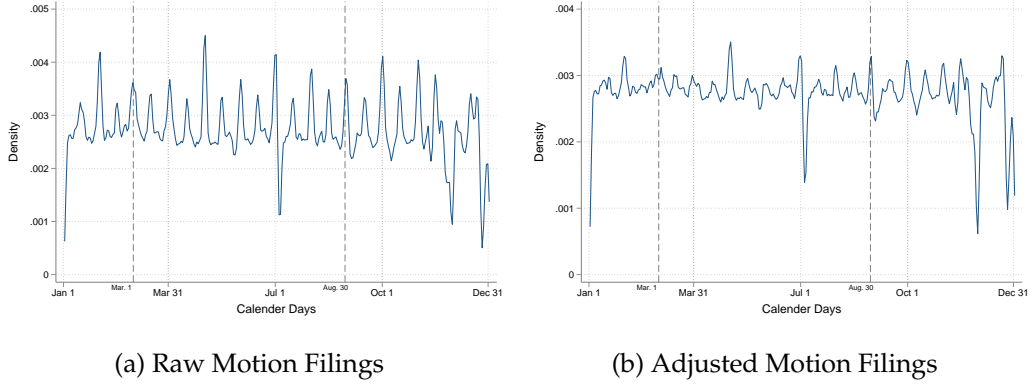 .005
.004
.003
.002
.001
0
Density
Jan 1
Mar. 1
Mar 31
Jul 1
Aug. 30
Oct 1
Dec 31
Calender Days
(a) Raw Motion Filings
.004
.003
.002
.001
0
Density
Jan 1
Mar. 1
Mar 31
Jul 1
Aug. 30
Oct 1
Dec 31
Calender Days
(b) Adjusted Motion Filings